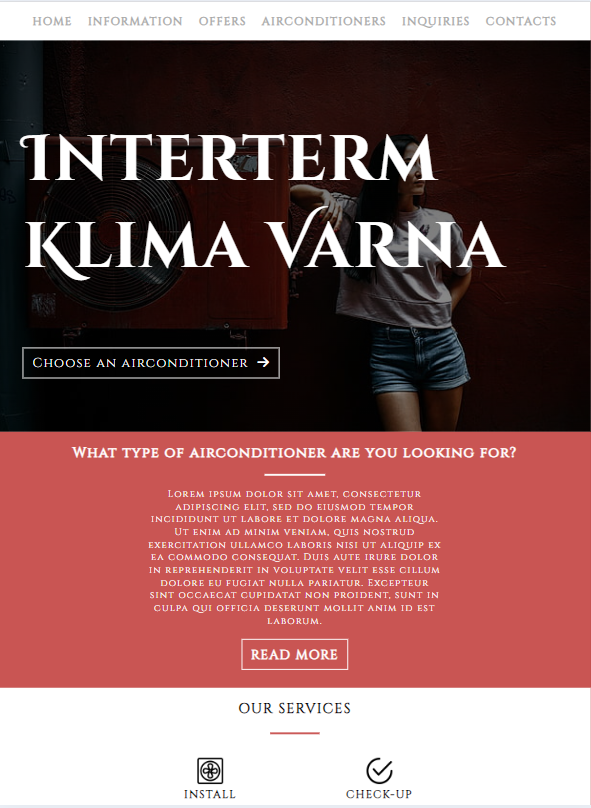 HOME INFORMATION OFFERS AIRCONDITIONERS INQUIRIES CONTACTS
Interterm
Klima Varna
Choose an airconditioner →
What type of airconditioner are you looking for?
Lorem ipsum dolor sit amet, consectetur
adipiscing elit, sed do eiusmod tempor
incididunt ut labore et dolore magna aliqua.
Ut enim ad minim veniam, quis nostrud
exercitation ullamco laboris nisi ut aliquip ex
ea commodo consequat. Duis aute irure dolor
in reprehenderit in voluptate velit esse cillum
dolore eu fugiat nulla pariatur. Excepteur
sint occaecat cupidatat non proident, sunt in
culpa qui officia deserunt mollit anim id est
laborum.
READ MORE
OUR SERVICES
INSTALL CHECK-UP